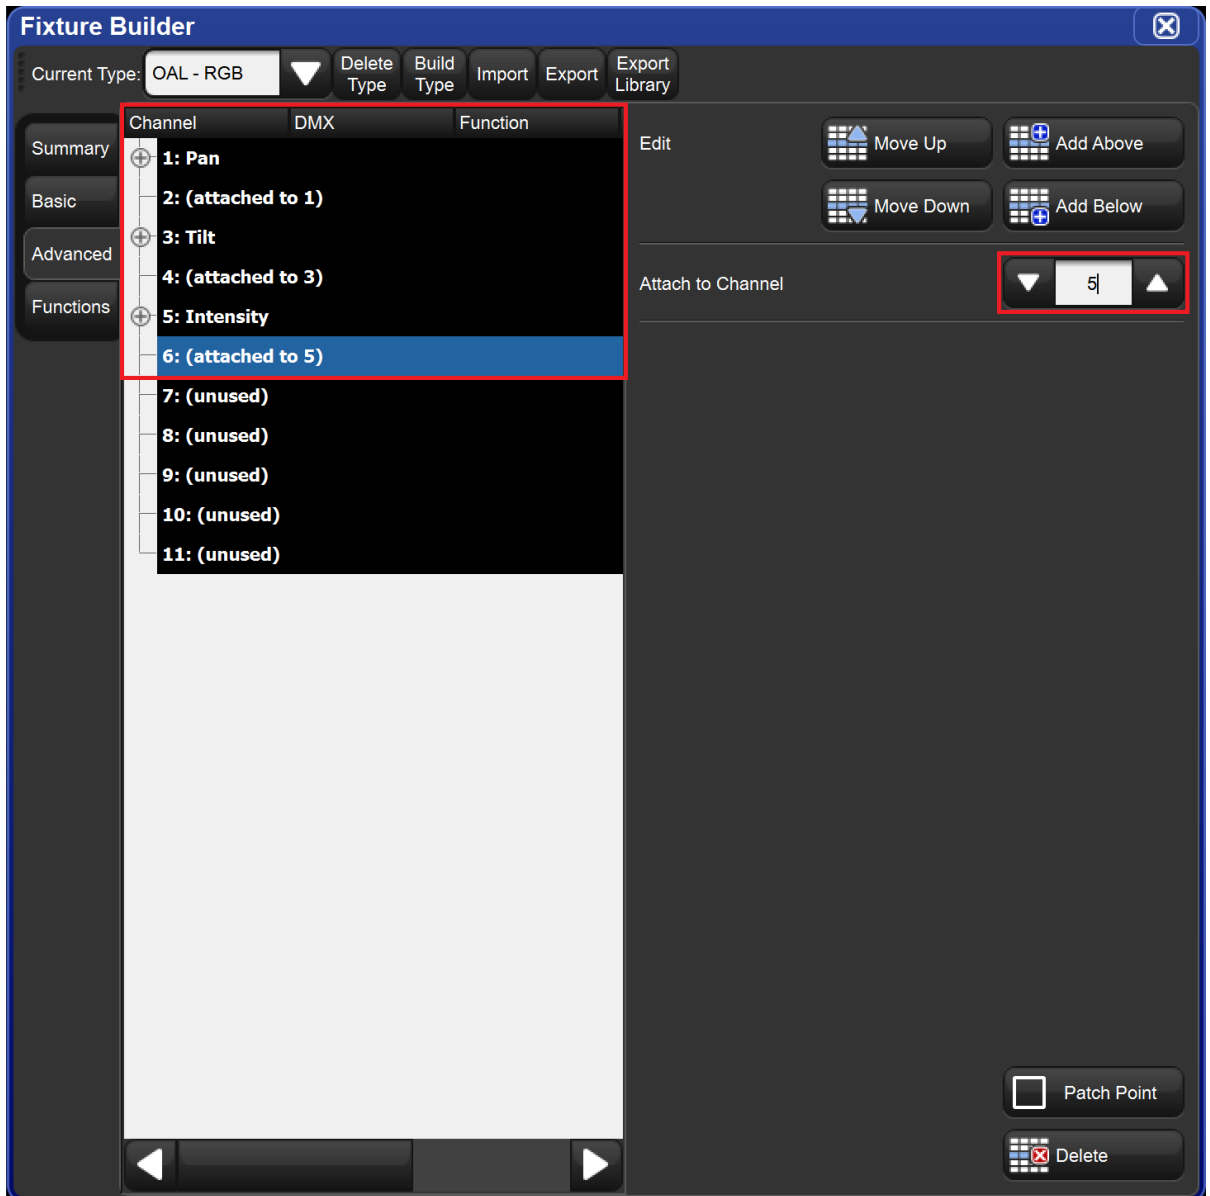 Fixture Builder
Current Type: OAL - RGB
Delete Type
Build Type
Import
Export
Export Library
Summary
Basic
Advanced
Functions
Channel DMX Function
1: Pan
2: (attached to 1)
3: Tilt
4: (attached to 3)
5: Intensity
6: (attached to 5)
7: (unused)
8: (unused)
9: (unused)
10: (unused)
11: (unused)
Edit
Move Up
Add Above
Move Down
Add Below
Attach to Channel
5
Patch Point
Delete